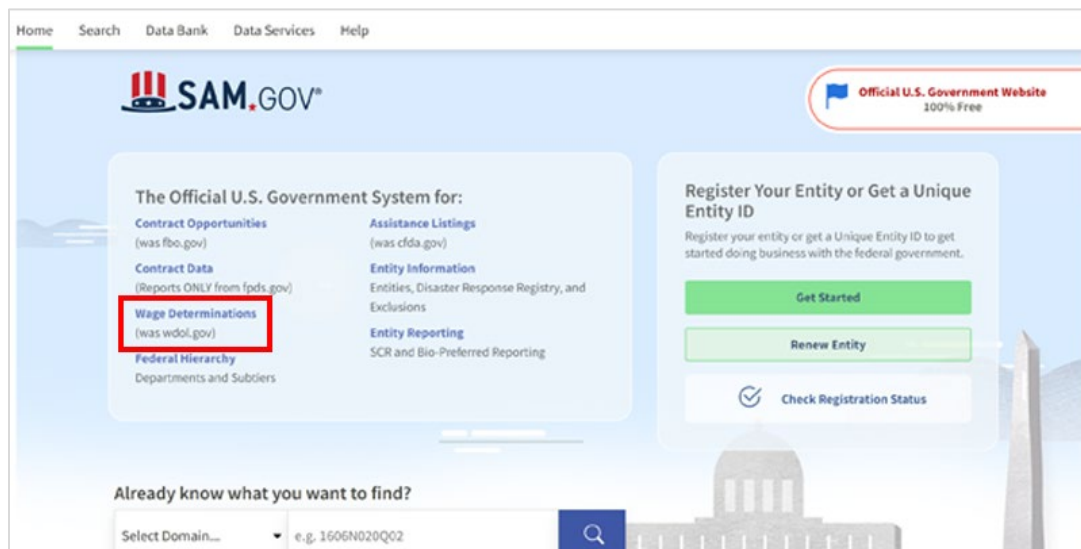 Home Search Data Bank Data Services Help
SAM.GOV®
Official U.S. Government Website
100% Free
The Official U.S. Government System for:
Contract Opportunities
(was fbo.gov)
Contract Data
(Reports ONLY from fpds.gov)
Wage Determinations
(was wdol.gov)
Federal Hierarchy
Departments and Subtiers
Assistance Listings
(was cfda.gov)
Entity Information
Entities, Disaster Response Registry, and
Exclusions
Entity Reporting
SCR and Bio-Preferred Reporting
Register Your Entity or Get a Unique
Entity ID
Register your entity or get a Unique Entity ID to get
started doing business with the federal government.
Get Started
Renew Entity
Check Registration Status
Already know what you want to find?
Select Domain... e.g. 1606N020Q02